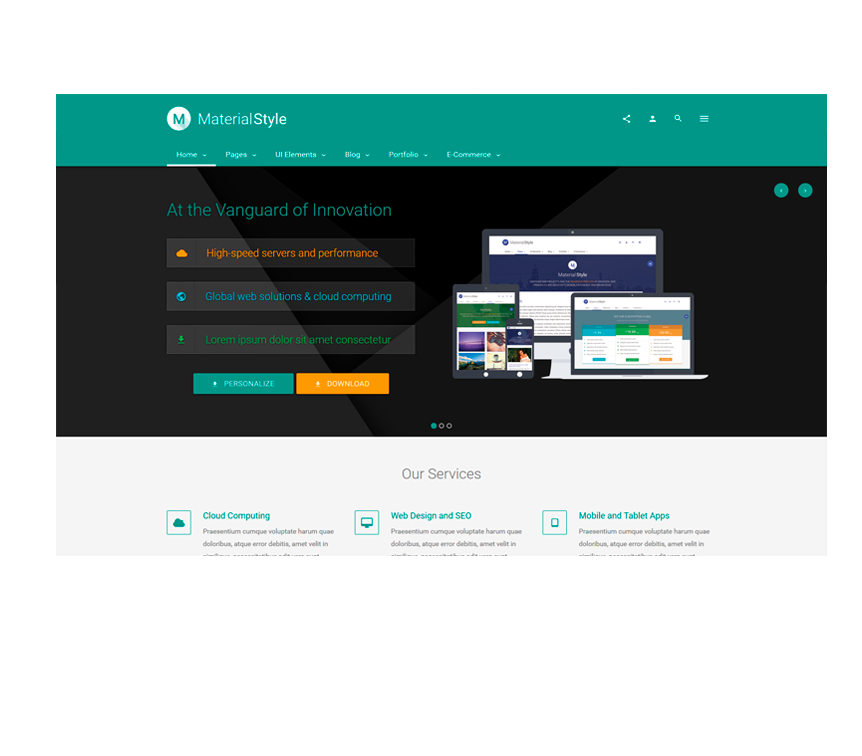 M MaterialStyle
Home Pages UI Elements Blog Portfolio E-Commerce
At the Vanguard of Innovation
High-speed servers and performance
Global web solutions & cloud computing
Lorem ipsum dolor sit amet consectetur
PERSONALIZE DOWNLOAD
MaterialStyle
Material Style
Our Services
Cloud Computing
Praesentium cumque voluptate harum quae
doloribus, atque error debitis, amet velit in
Web Design and SEO
Praesentium cumque voluptate harum quae
doloribus, atque error debitis, amet velit in
Mobile and Tablet Apps
Praesentium cumque voluptate harum quae
doloribus, atque error debitis, amet velit in